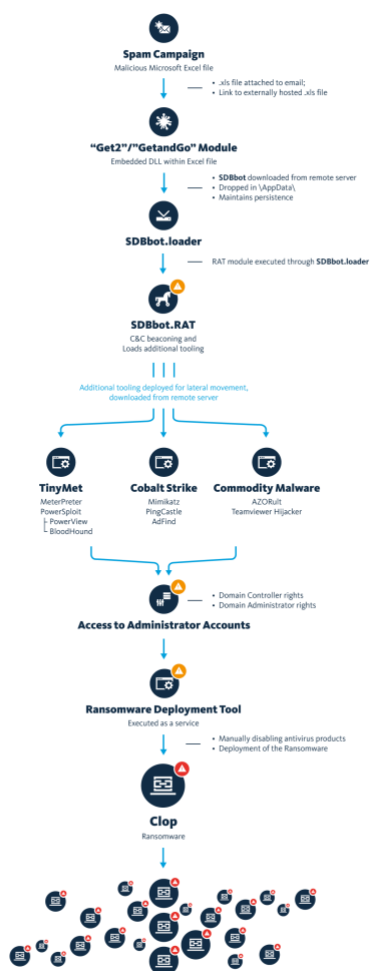 Spam Campaign
Malicious Microsoft Excel file
• .xls file attached to email;
• Link to externally hosted .xls file
“Get2”/”GetandGo” Module
Embedded DLL within Excel file
• SDBbot downloaded from remote server
• Dropped in \AppData\
• Maintains persistence
SDBbot.loader
RAT module executed through SDBbot.loader
SDBbot.RAT
C&C beaconing and
Loads additional tooling
Additional tooling deployed for lateral movement,
downloaded from remote server
TinyMet
MeterPreter
PowerSploit
PowerView
BloodHound
Cobalt Strike
Mimikatz
PingCastle
AdFind
Commodity Malware
AZORult
Teamviewer Hijacker
• Domain Controller rights
• Domain Administrator rights
Access to Administrator Accounts
Ransomware Deployment Tool
Executed as a service
• Manually disabling antivirus products
• Deployment of the Ransomware
Clop
Ransomware